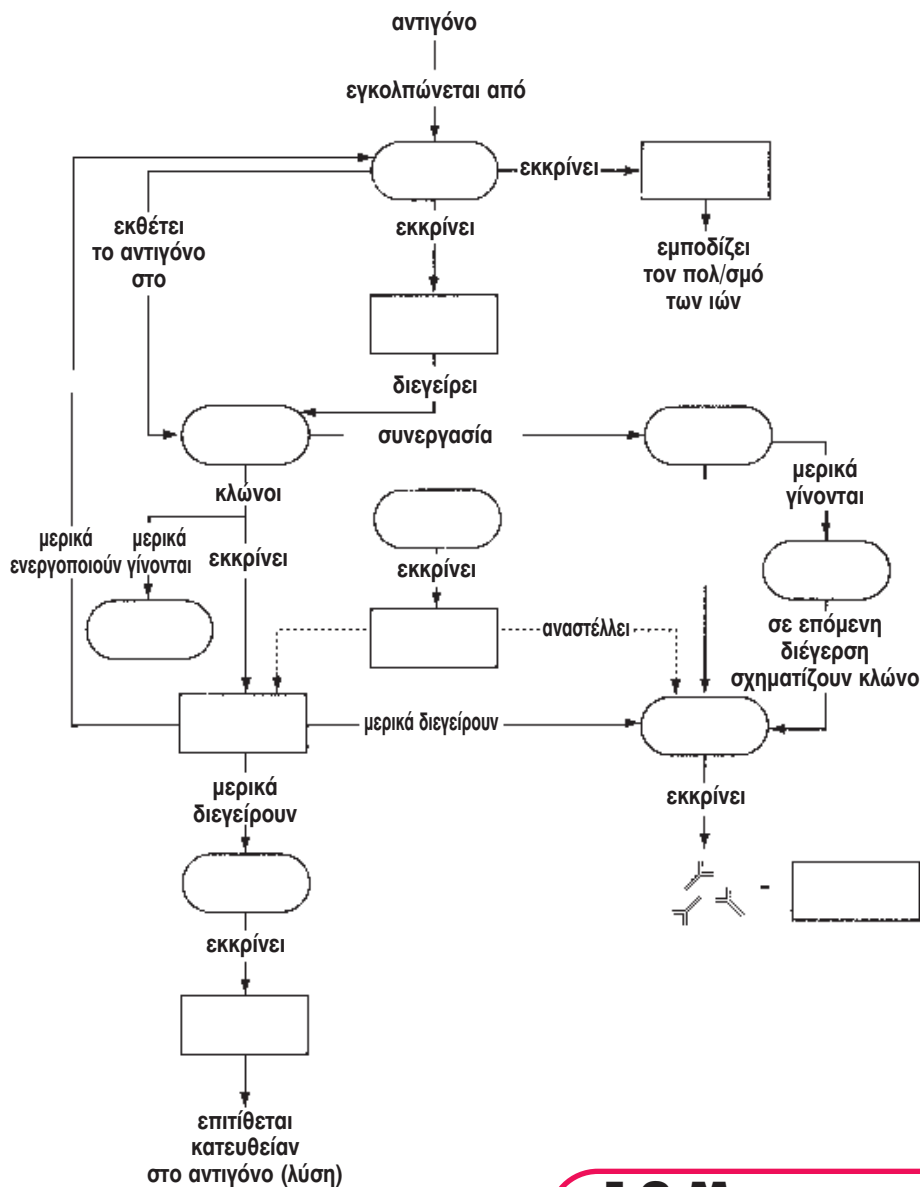 αντιγόνο
εγκολπώνεται από
εκκρίνει
εκθέτει
το αντιγόνο
στο
εκκρίνει
εμποδίζει
τον πολ/σμό
των ιών
διεγείρει
συνεργασία
κλώνοι
μερικά
γίνονται
μερικά
ενεργοποιούν
μερικά
γίνονται
εκκρίνει
εκκρίνει
αναστέλλει
σε επόμενη
διέγερση
σχηματίζουν κλώνο
μερικά διεγείρουν
μερικά
διεγείρουν
εκκρίνει
-
εκκρίνει
επιτίθεται
κατευθείαν
στο αντιγόνο (λύση)